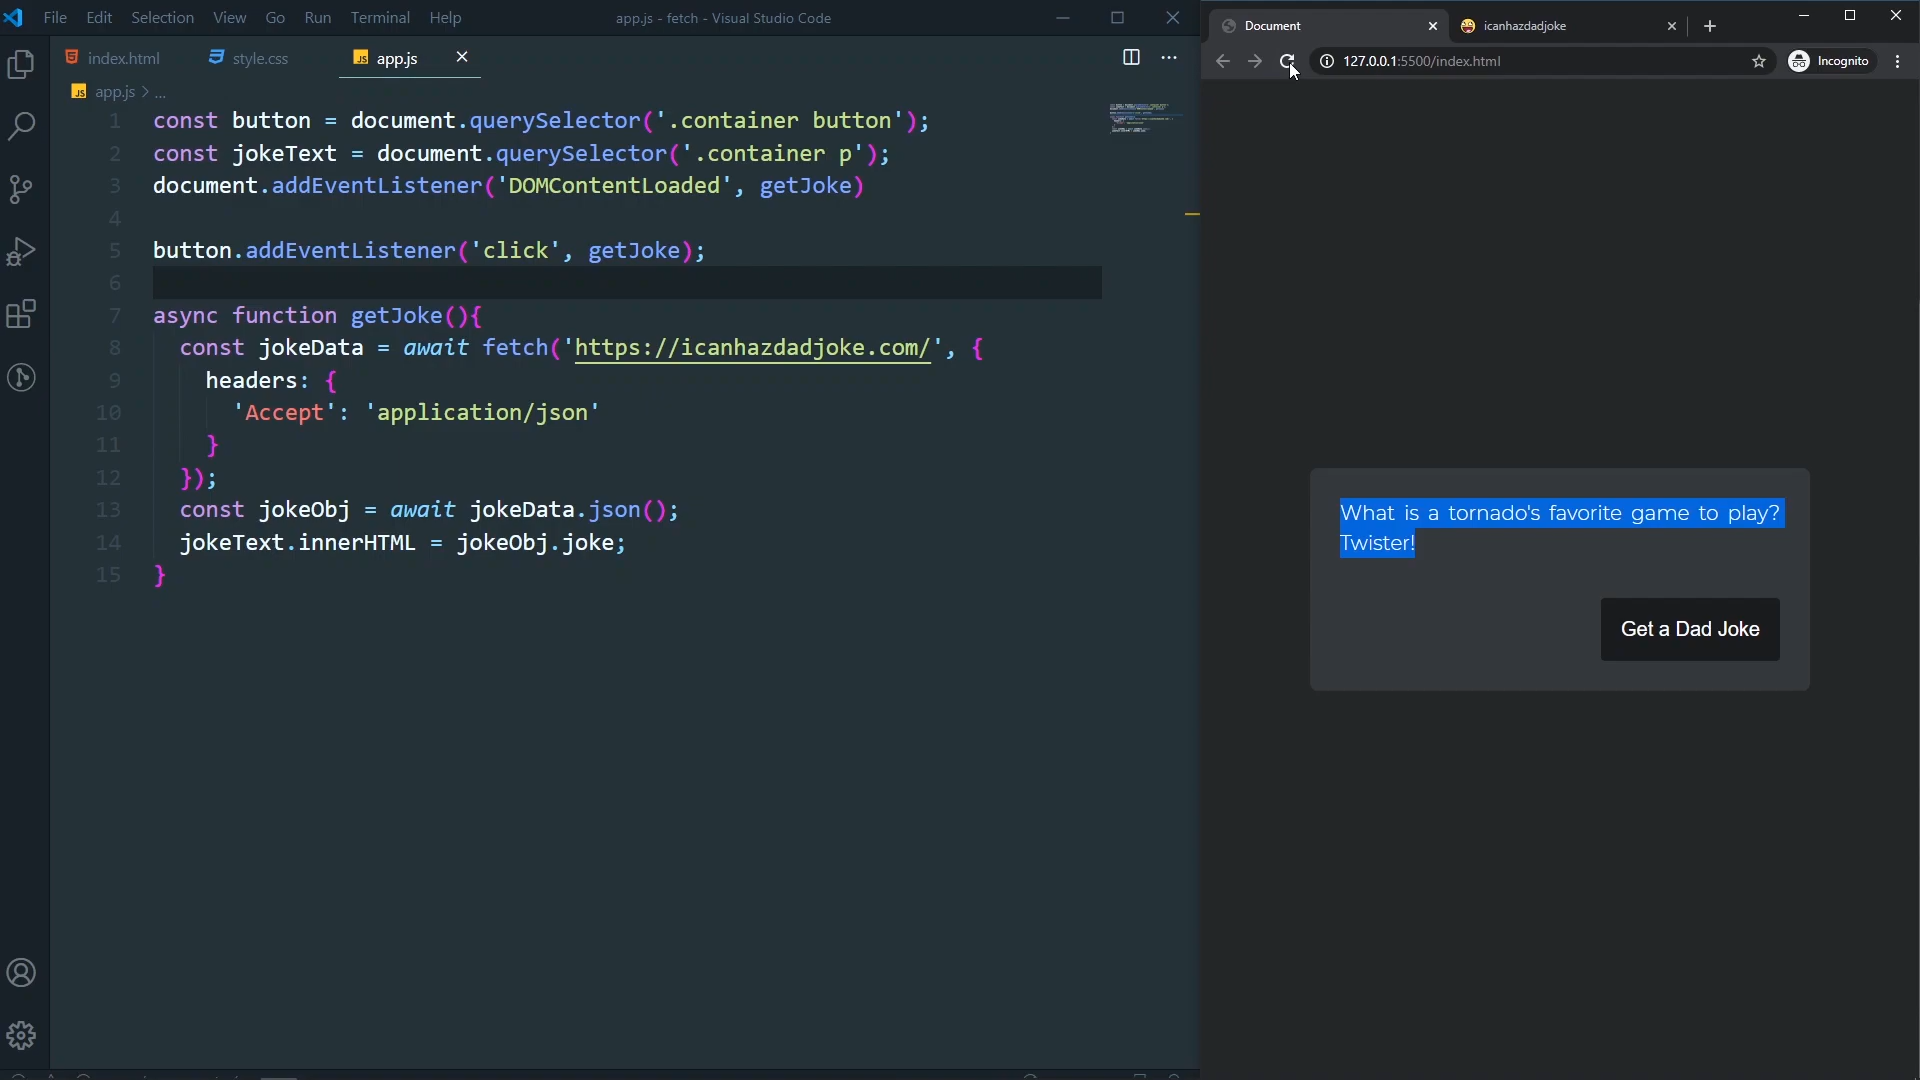 File Edit Selection View Go Run Terminal Help
app.js - fetch - Visual Studio Code
index.html style.css app.js
app.js > ...
1 const button = document.querySelector('.container button');
2 const jokeText = document.querySelector('.container p');
3 document.addEventListener('DOMContentLoaded', getJoke)
4
5 button.addEventListener('click', getJoke);
6
7 async function getJoke(){
8 const jokeData = await fetch('https://icanhazdadjoke.com/', {
9 headers: {
10 'Accept': 'application/json'
11 }
12 });
13 const jokeObj = await jokeData.json();
14 jokeText.innerHTML = jokeObj.joke;
15 }
Document icanhazdadjoke
127.0.0.1:5500/index.html Incognito
What is a tornado's favorite game to play?
Twister!
Get a Dad Joke